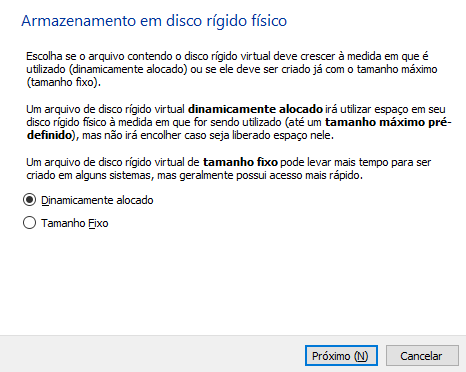 Armazenamento em disco rígido físico
Escolha se o arquivo contendo o disco rígido virtual deve crescer à medida em que é
utilizado (dinamicamente alocado) ou se ele deve ser criado já com o tamanho máximo
(tamanho fixo).
Um arquivo de disco rígido virtual dinamicamente alocado irá utilizar espaço em seu
disco rígido físico à medida em que for sendo utilizado (até um tamanho máximo pré-
definido), mas não irá encolher caso seja liberado espaço nele.
Um arquivo de disco rígido virtual de tamanho fixo pode levar mais tempo para ser
criado em alguns sistemas, mas geralmente possui acesso mais rápido.
Dinamicamente alocado
Tamanho Fixo
Próximo (N)
Cancelar